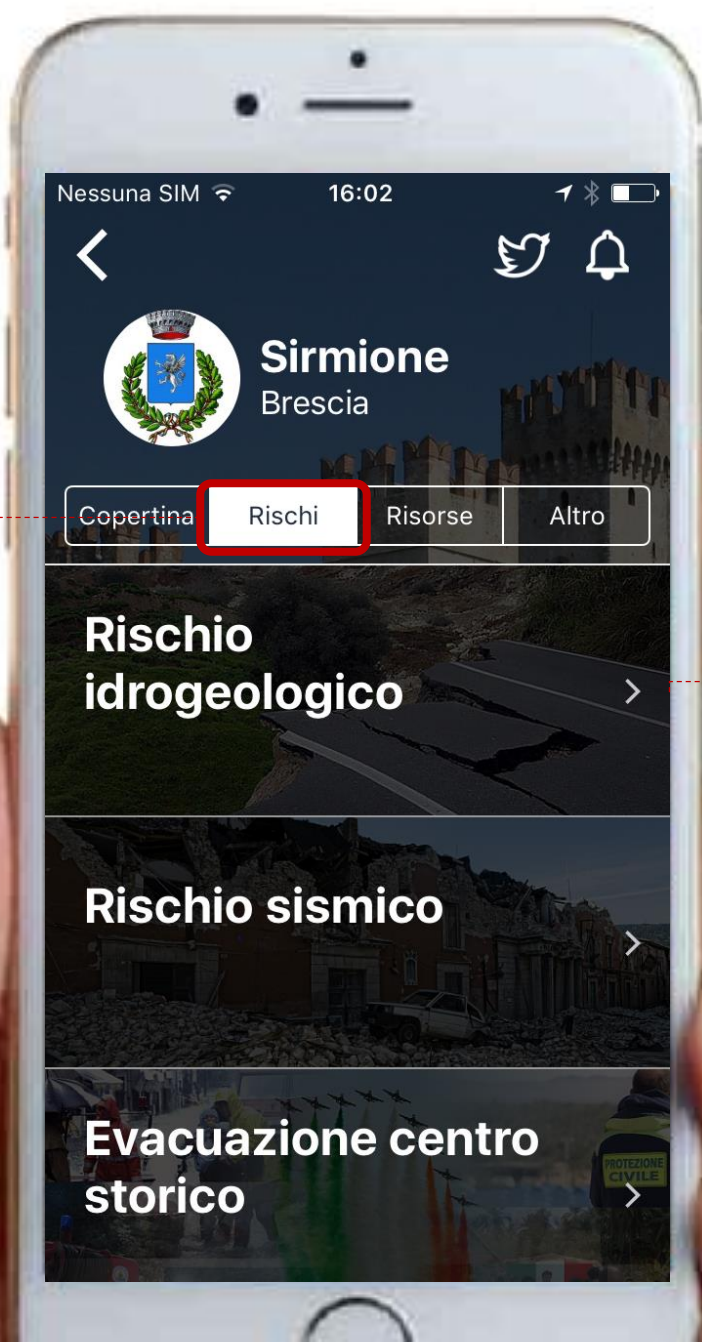 Nessuna SIM 16:02
Sirmione
Brescia
Copertina Rischi Risorse Altro
Rischio
idrogeologico
Rischio sismico
Evacuazione centro
storico
PROTEZIONE
CIVILE